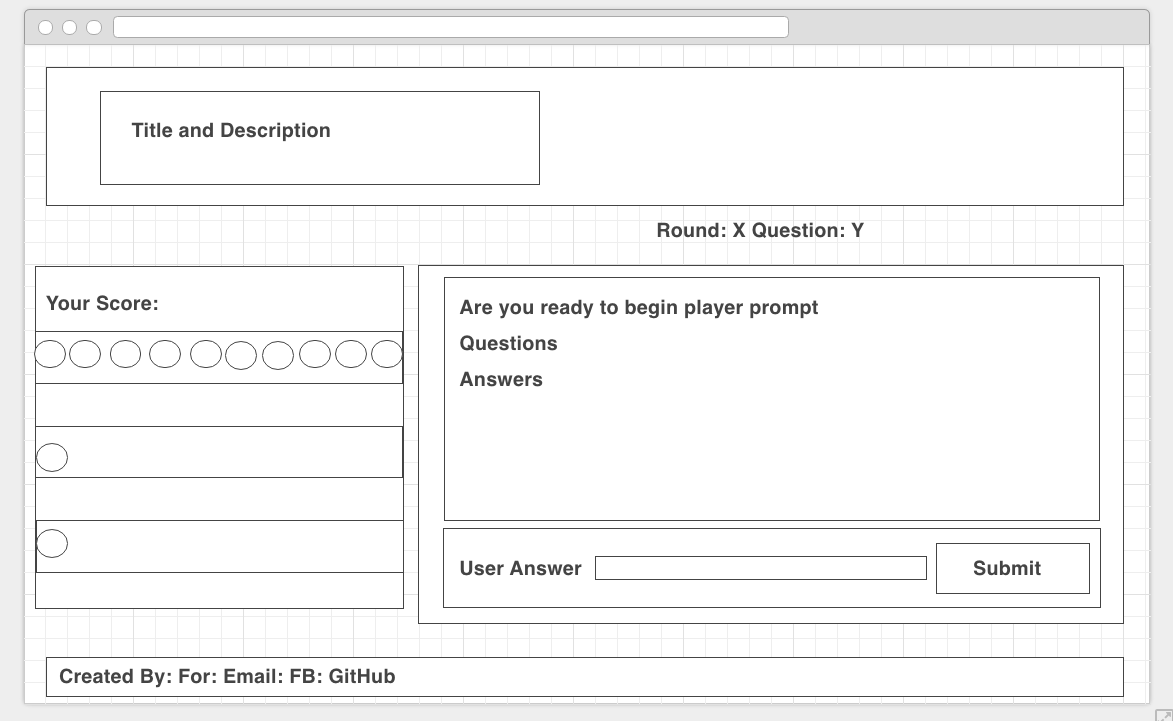 Title and Description
Round: X Question: Y
Your Score:
Are you ready to begin player prompt
Questions
Answers
User Answer
Submit
Created By: For: Email: FB: GitHub